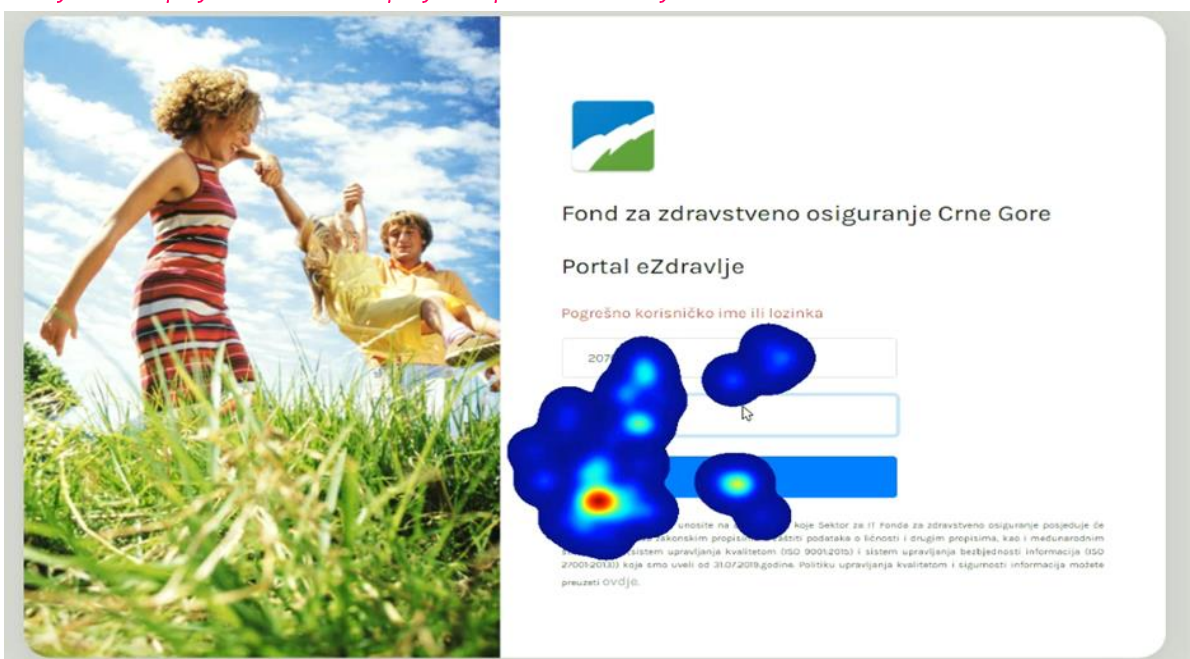 Fond za zdravstveno osiguranje Crne Gore
Portal eZdravlje
Pogrešno korisničko ime ili lozinka
207
unosite na koje Sektor za IT Fonda za zdravstveno osiguranje posjeduje će
zakonskim propisima zaštiti podataka o ličnosti i drugim propisima, kao i međunarodnim
sistem upravljanja kvalitetom (ISO 9001:2015) i sistem upravljanja bezbjednosti informacija (ISO
27001:2013)) koja smo uveli od 31.07.2019.godine. Politiku upravljanja kvalitetom i sigurnosti informacija možete
preuzeti ovdje.